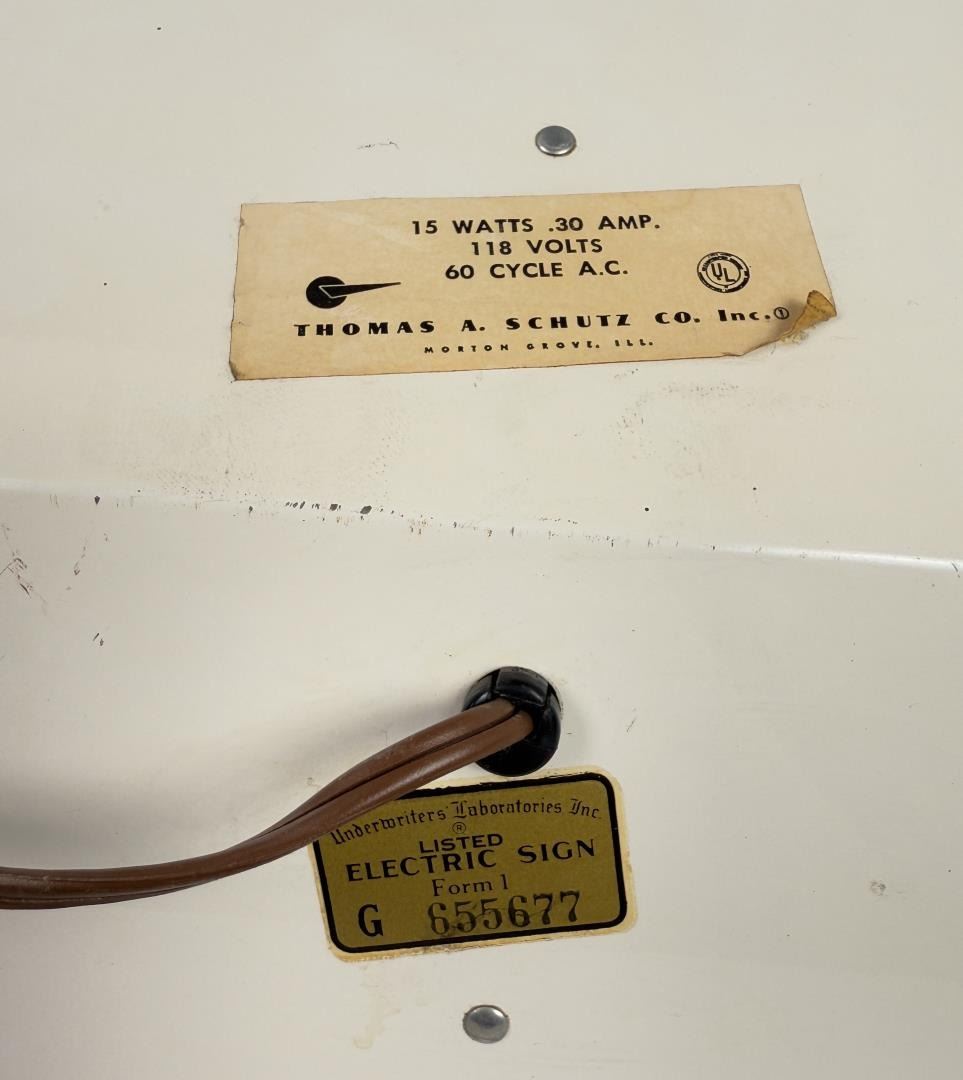 15 WATTS .30 AMP.
118 VOLTS
60 CYCLE A.C.
UL
THOMAS A. SCHUTZ CO. Inc.①
MORTON GROVE, ILL.
Underwriters' Laboratories Inc.
®
LISTED
ELECTRIC SIGN
Form 1
G 655677